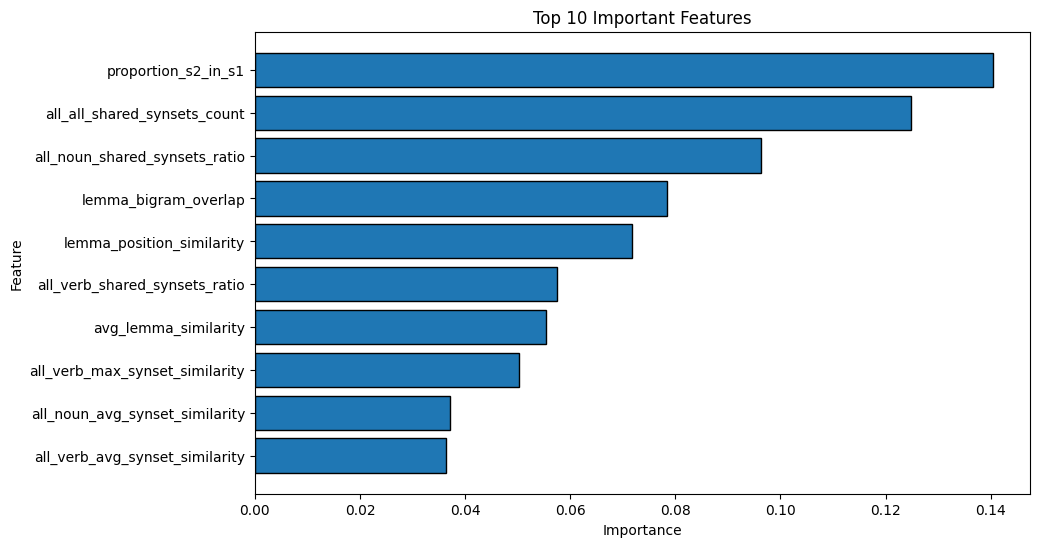 Top 10 Important Features
proportion_s2_in_s1
all_all_shared_synsets_count
all_noun_shared_synsets_ratio
lemma_bigram_overlap
lemma_position_similarity
all_verb_shared_synsets_ratio
avg_lemma_similarity
all_verb_max_synset_similarity
all_noun_avg_synset_similarity
all_verb_avg_synset_similarity
Feature
0.00 0.02 0.04 0.06 0.08 0.10 0.12 0.14
Importance